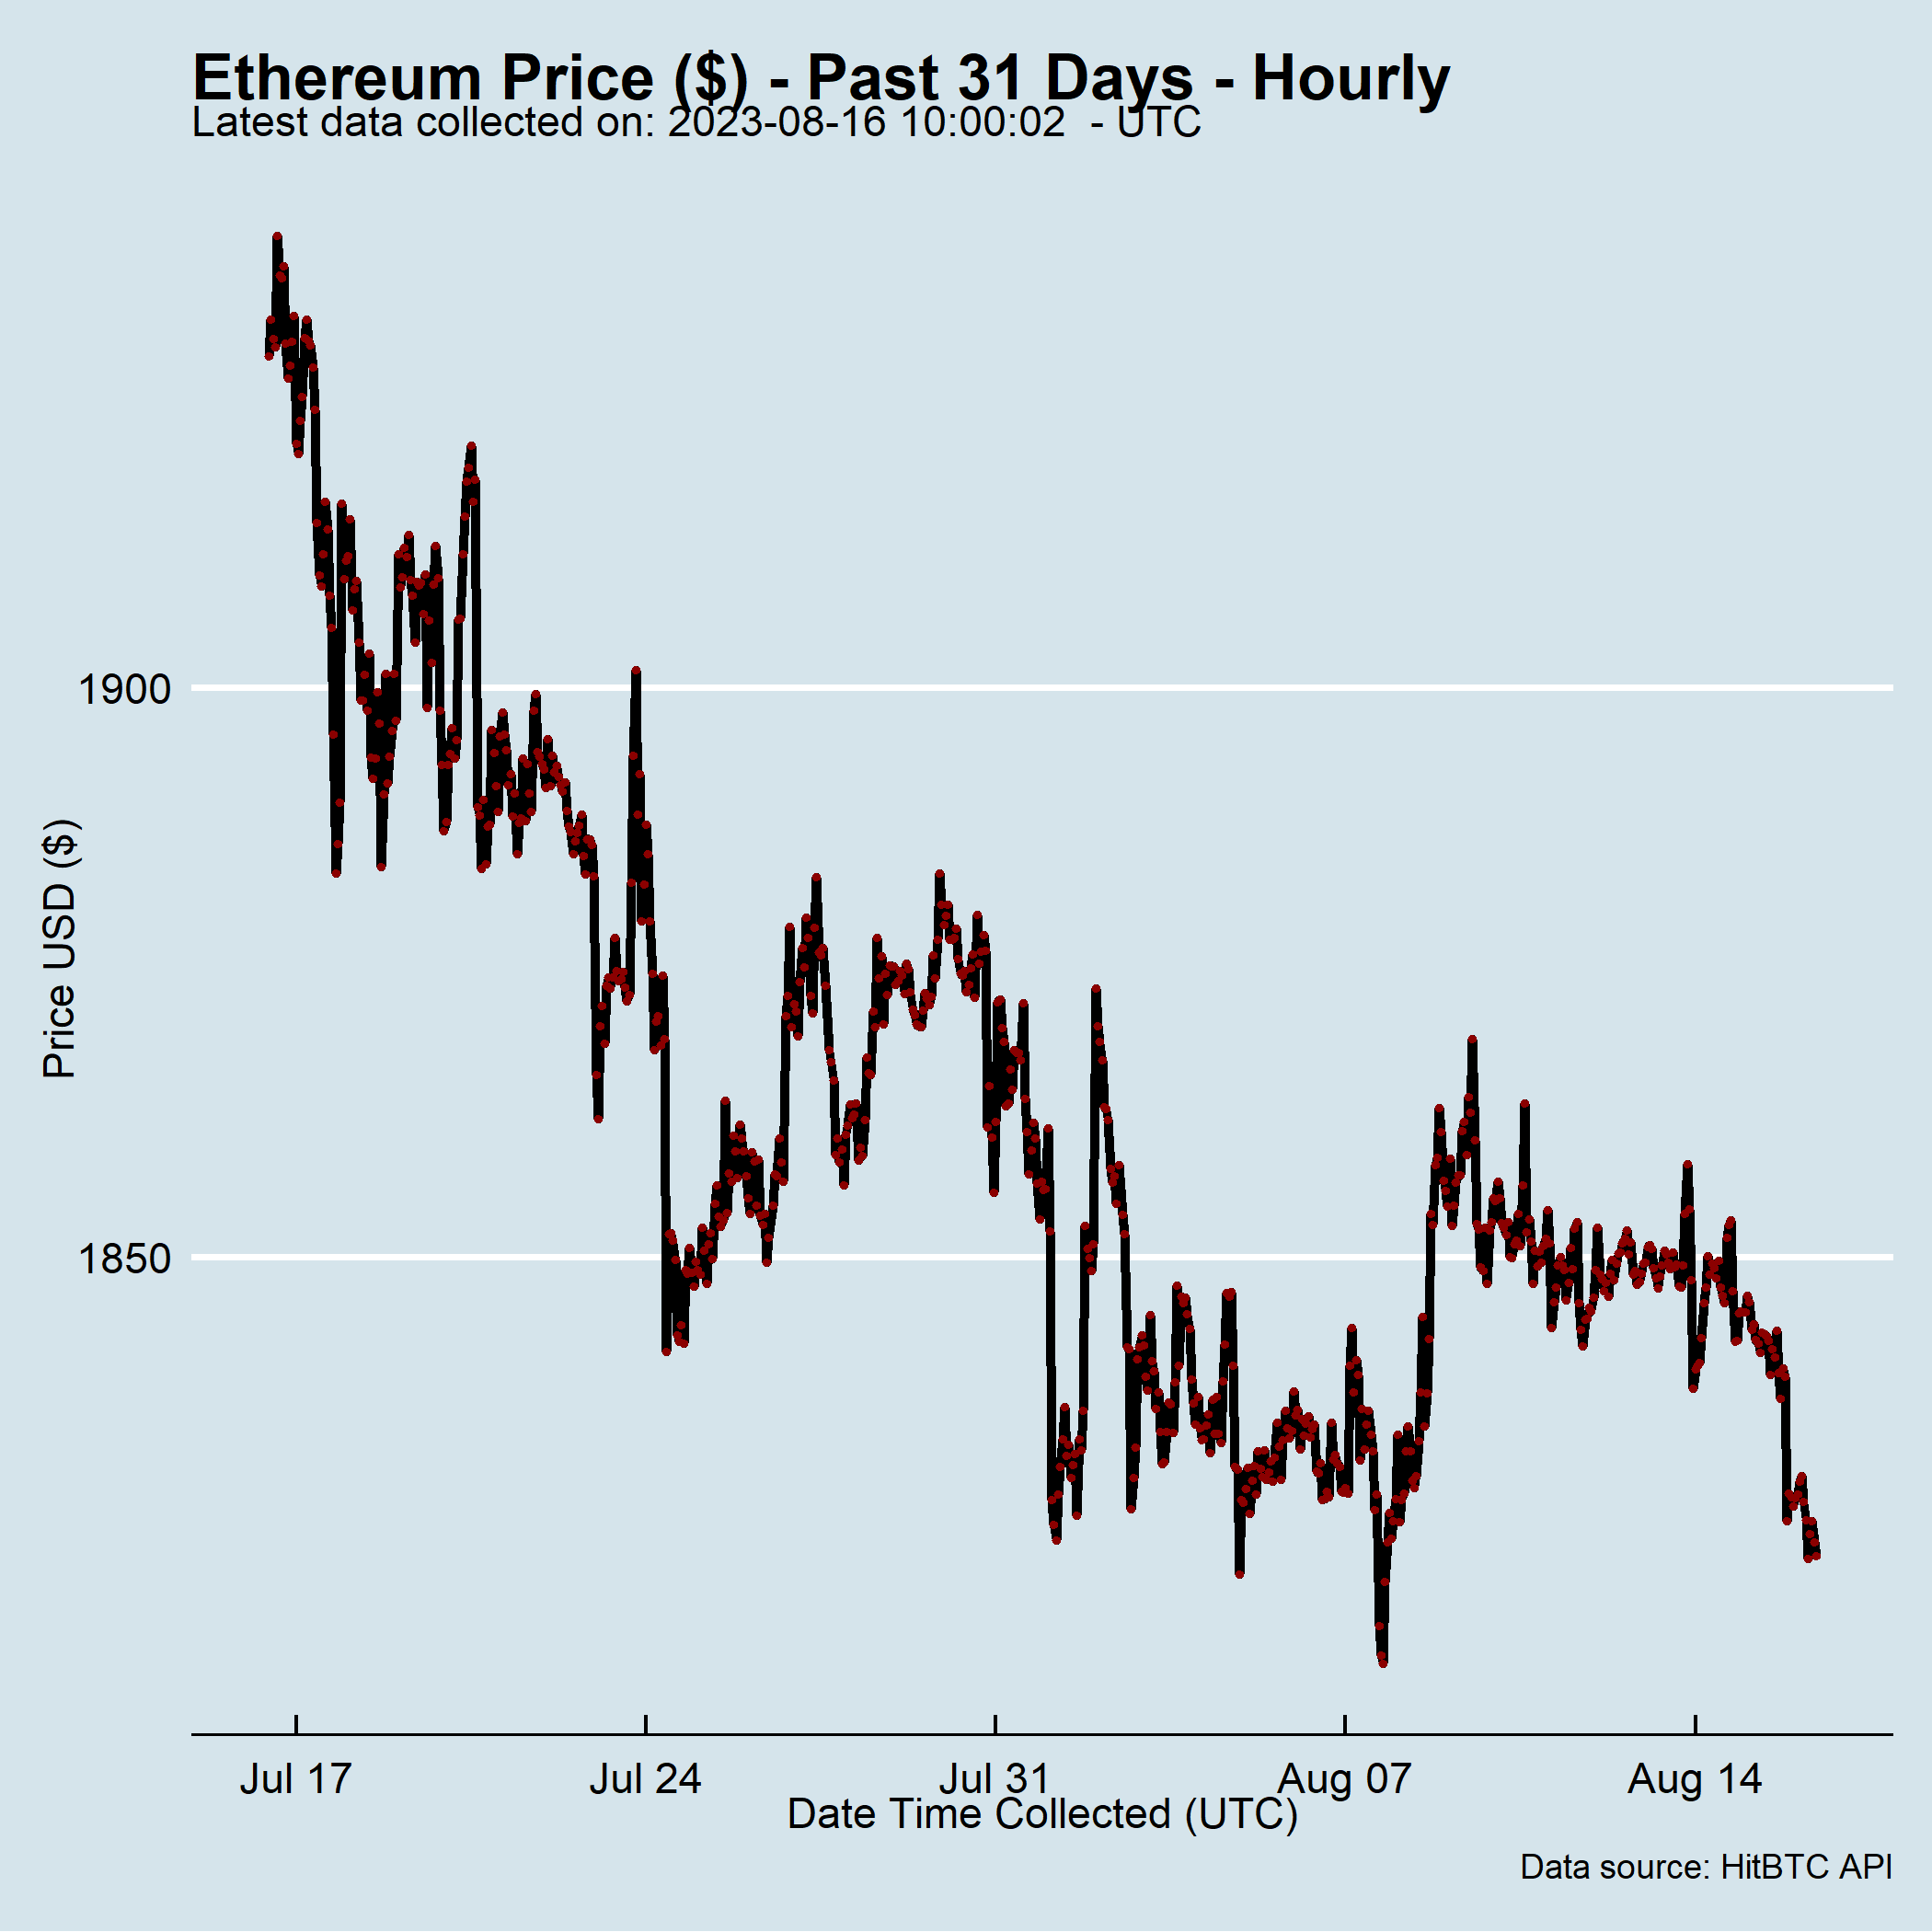 Ethereum Price ($) - Past 31 Days - Hourly
Latest data collected on: 2023-08-16 10:00:02  - UTC
1900
1850
Price USD ($)
Jul 17 Jul 24 Jul 31 Aug 07 Aug 14
Date Time Collected (UTC)
Data source: HitBTC API